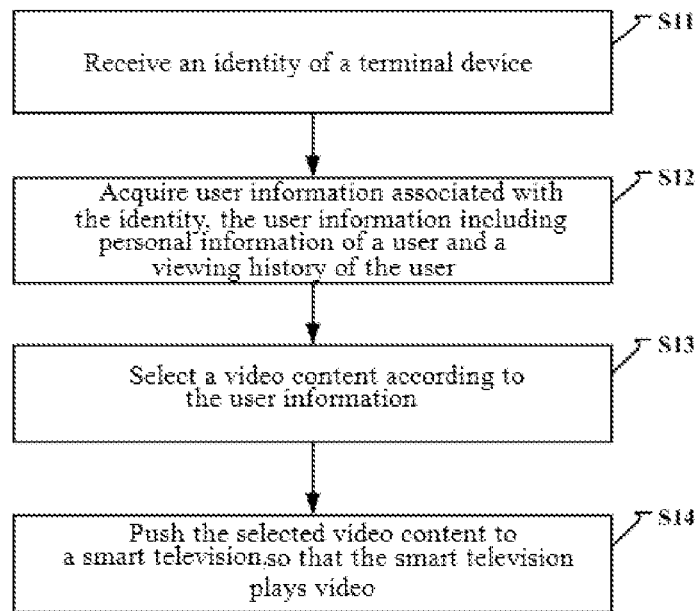 S11
Receive an identity of a terminal device
S12
Acquire user information associated with
the identity, the user information including
personal information of a user and a
viewing history of the user
S13
Select a video content according to
the user information
S14
Push the selected video content to
a smart television,so that the smart television
plays video